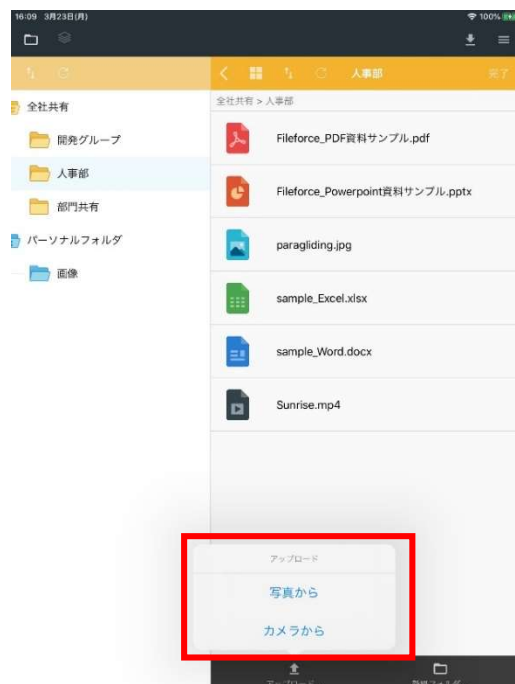 16:09 3月23日(月) 100%
人事部 完了
全社共有
開発グループ
人事部
部門共有
パーソナルフォルダ
画像
全社共有 > 人事部
Fileforce_PDF資料サンプル.pdf
Fileforce_Powerpoint資料サンプル.pptx
paragliding.jpg
sample_Excel.xlsx
sample_Word.docx
Sunrise.mp4
アップロード
写真から
カメラから
アップロード